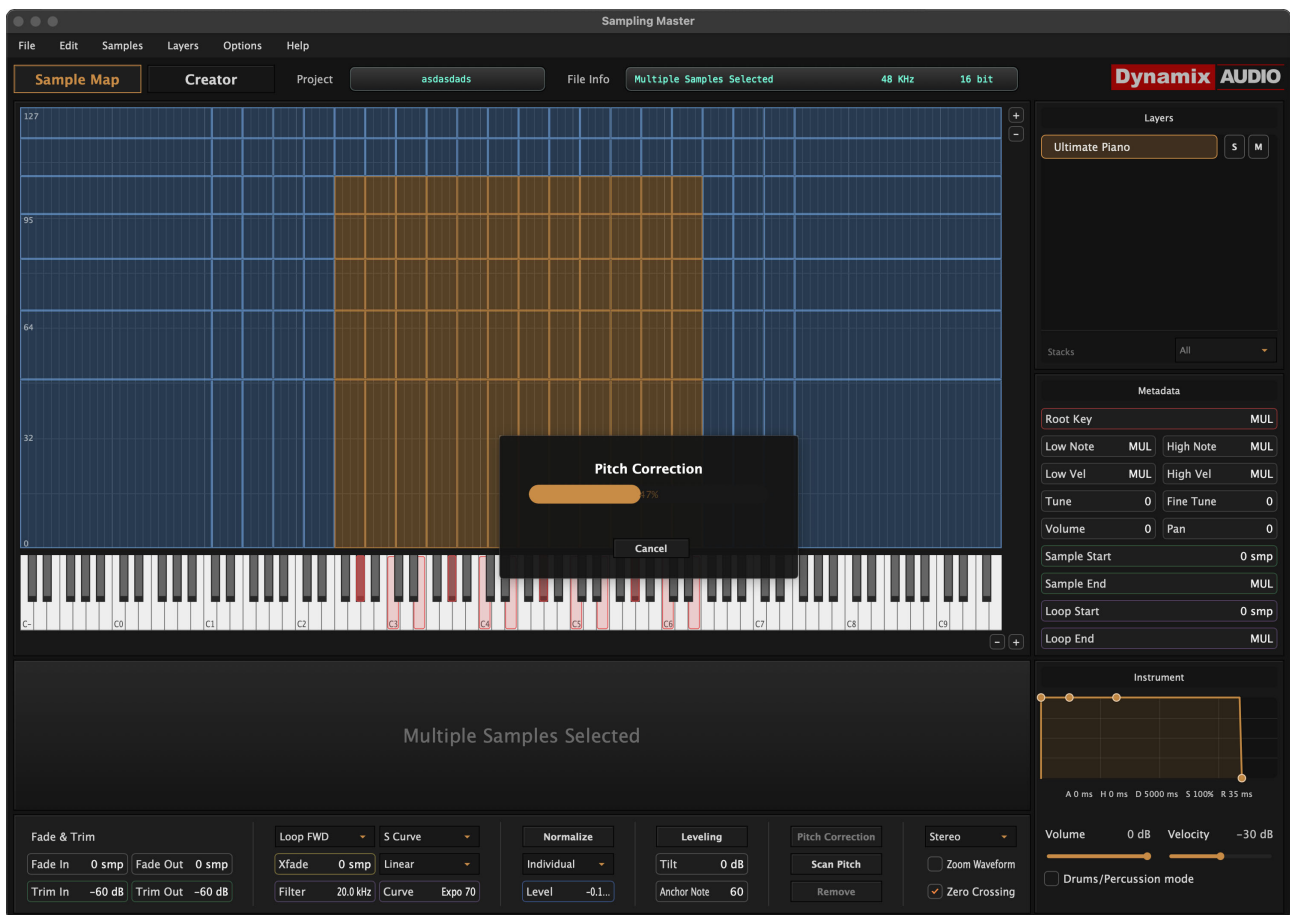 Sampling Master
File Edit Samples Layers Options Help
Sample Map Creator Project asdasdads File Info Multiple Samples Selected 48 KHz 16 bit Dynamix AUDIO
127
+
-
95
64
32
0
Pitch Correction
47%
Cancel
C- C0 C1 C2 C3 C4 C5 C6 C7 C8 C9
- +
Layers
Ultimate Piano S M
Stacks All
Metadata
Root Key MUL
Low Note MUL High Note MUL
Low Vel MUL High Vel MUL
Tune 0 Fine Tune 0
Volume 0 Pan 0
Sample Start 0 smp
Sample End MUL
Loop Start 0 smp
Loop End MUL
Multiple Samples Selected
Instrument
A 0 ms H 0 ms D 5000 ms S 100% R 35 ms
Volume 0 dB Velocity -30 dB
Drums/Percussion mode
Fade & Trim Loop FWD S Curve Normalize Leveling Pitch Correction Stereo
Fade In 0 smp Fade Out 0 smp Xfade 0 smp Linear Individual Tilt 0 dB Scan Pitch Zoom Waveform
Trim In -60 dB Trim Out -60 dB Filter 20.0 kHz Curve Expo 70 Level -0.1... Anchor Note 60 Remove Zero Crossing